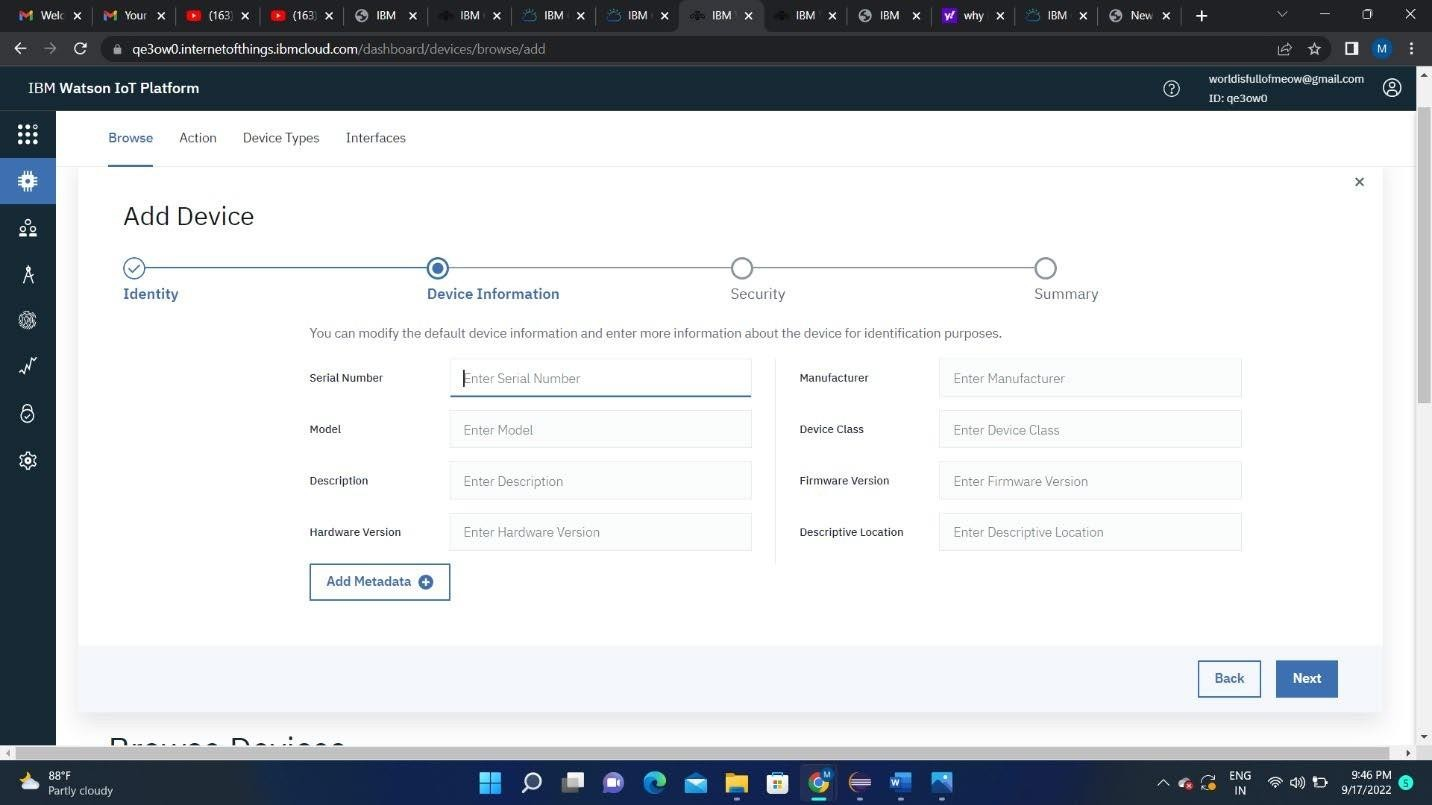 Welc
Your
(163)
(163)
IBM
IBM
IBM
IBM
IBM
IBM
IBM
why
IBM
New
qe3ow0.internetofthings.ibmcloud.com/dashboard/devices/browse/add
M
IBM Watson IoT Platform
worldisfullofmeow@gmail.com
ID: qe3ow0
Browse Action Device Types Interfaces
Add Device
Identity Device Information Security Summary
You can modify the default device information and enter more information about the device for identification purposes.
Serial Number Enter Serial Number Manufacturer Enter Manufacturer
Model Enter Model Device Class Enter Device Class
Description Enter Description Firmware Version Enter Firmware Version
Hardware Version Enter Hardware Version Descriptive Location Enter Descriptive Location
Add Metadata
Back Next
Browse Devices
88°F
Partly cloudy
ENG
IN
9:46 PM
9/17/2022
5